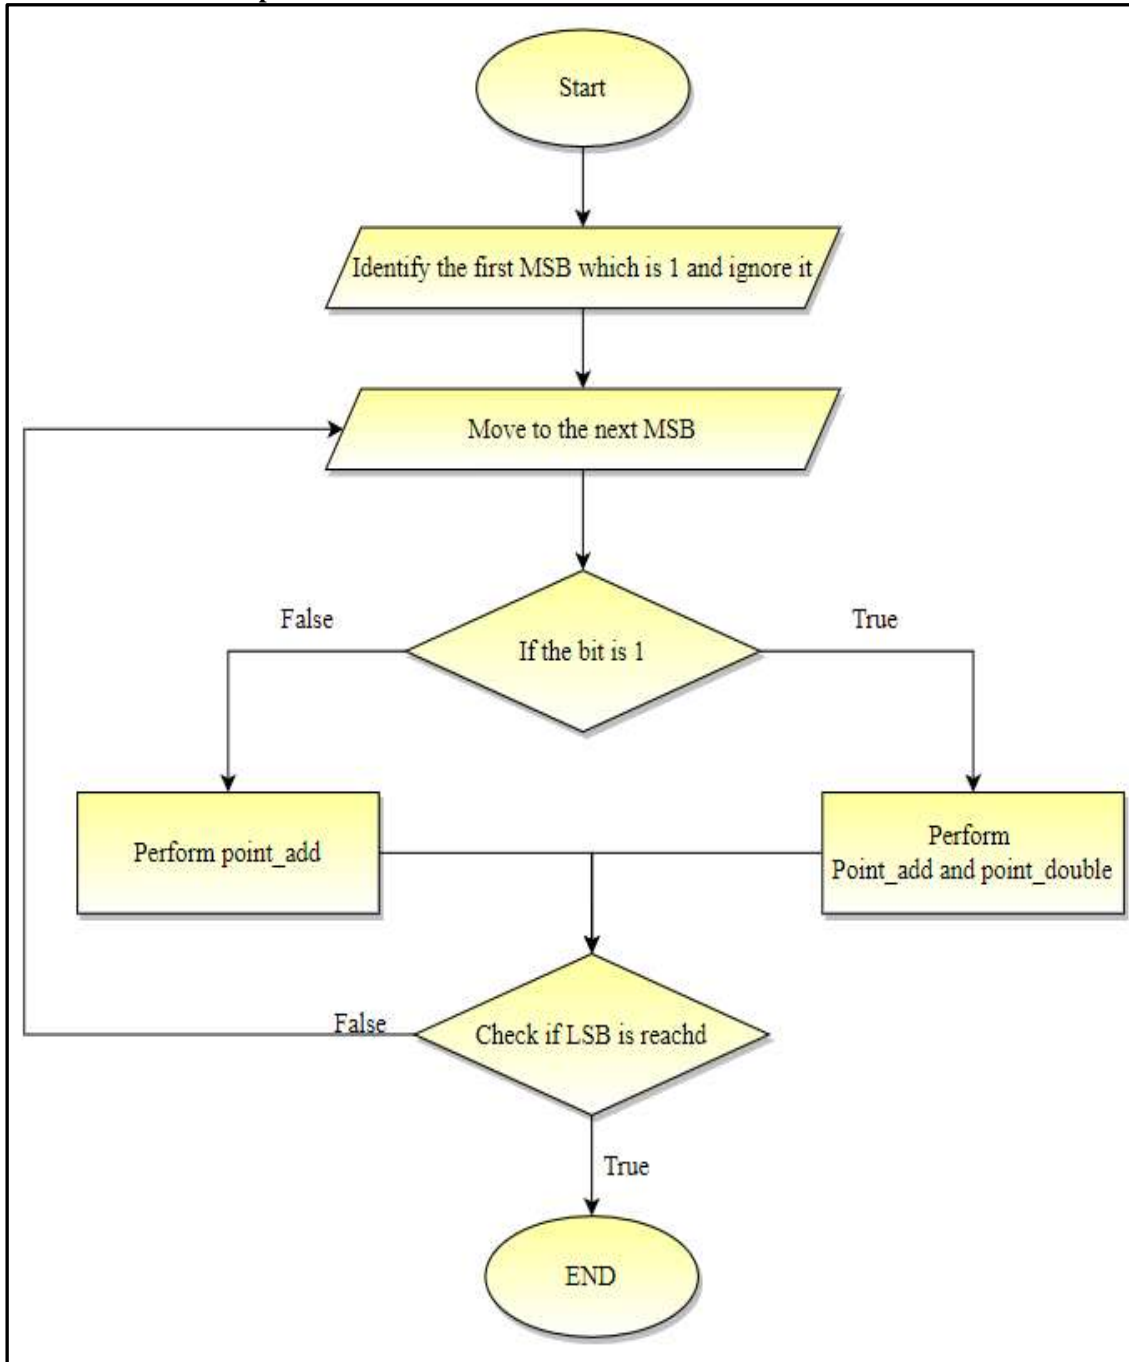 Start
Identify the first MSB which is 1 and ignore it
Move to the next MSB
False
True
If the bit is 1
Perform point_add
Perform
Point_add and point_double
False
Check if LSB is reachd
True
END